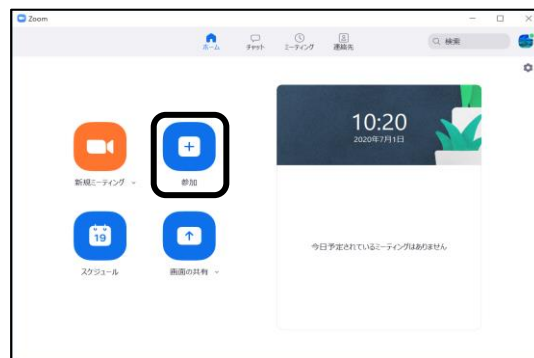 Zoom
ホーム
チャット
ミーティング
連絡先
検索
10:20
2020年7月1日
新規ミーティング
参加
19
スケジュール
画面の共有
今日予定されているミーティングはありません